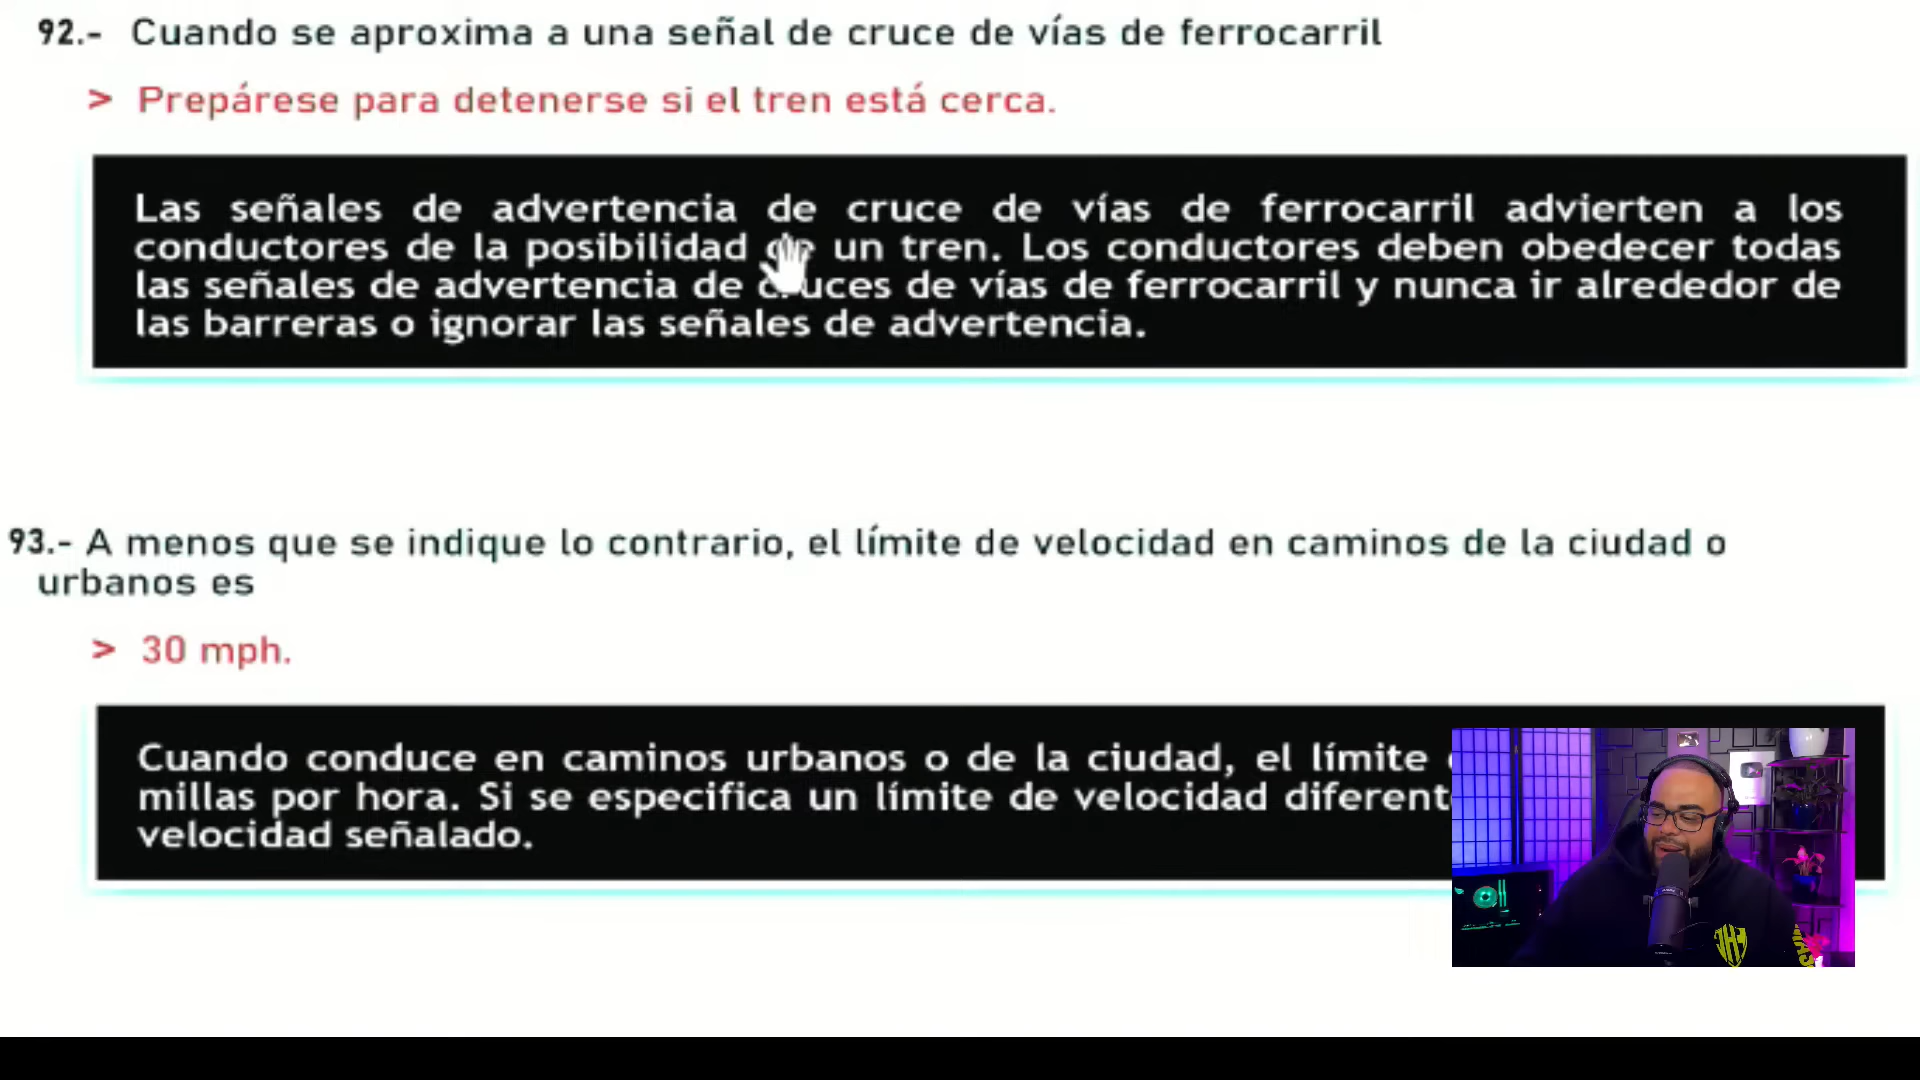 92.- Cuando se aproxima a una señal de cruce de vías de ferrocarril
> Prepárese para detenerse si el tren está cerca.
Las señales de advertencia de cruce de vías de ferrocarril advierten a los
conductores de la posibilidad de un tren. Los conductores deben obedecer todas
las señales de advertencia de cruces de vías de ferrocarril y nunca ir alrededor de
las barreras o ignorar las señales de advertencia.
93.- A menos que se indique lo contrario, el límite de velocidad en caminos de la ciudad o
urbanos es
> 30 mph.
Cuando conduce en caminos urbanos o de la ciudad, el límite
millas por hora. Si se especifica un límite de velocidad diferent
velocidad señalado.